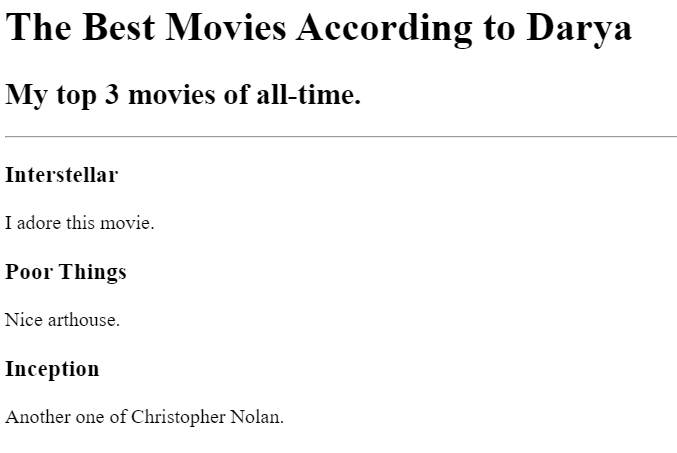 The Best Movies According to Darya
My top 3 movies of all-time.
Interstellar
I adore this movie.
Poor Things
Nice arthouse.
Inception
Another one of Christopher Nolan.